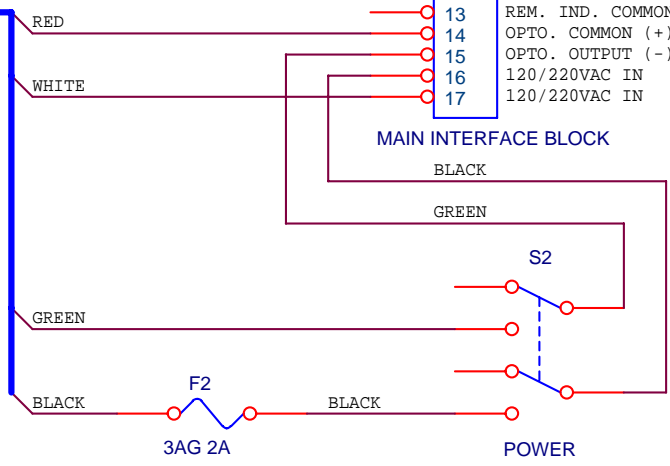 RED
13 REM. IND. COMMON
14 OPTO. COMMON (+)
15 OPTO. OUTPUT (-)
16 120/220VAC IN
WHITE
17 120/220VAC IN
MAIN INTERFACE BLOCK
BLACK
GREEN
S2
GREEN
F2
BLACK
BLACK
3AG 2A
POWER